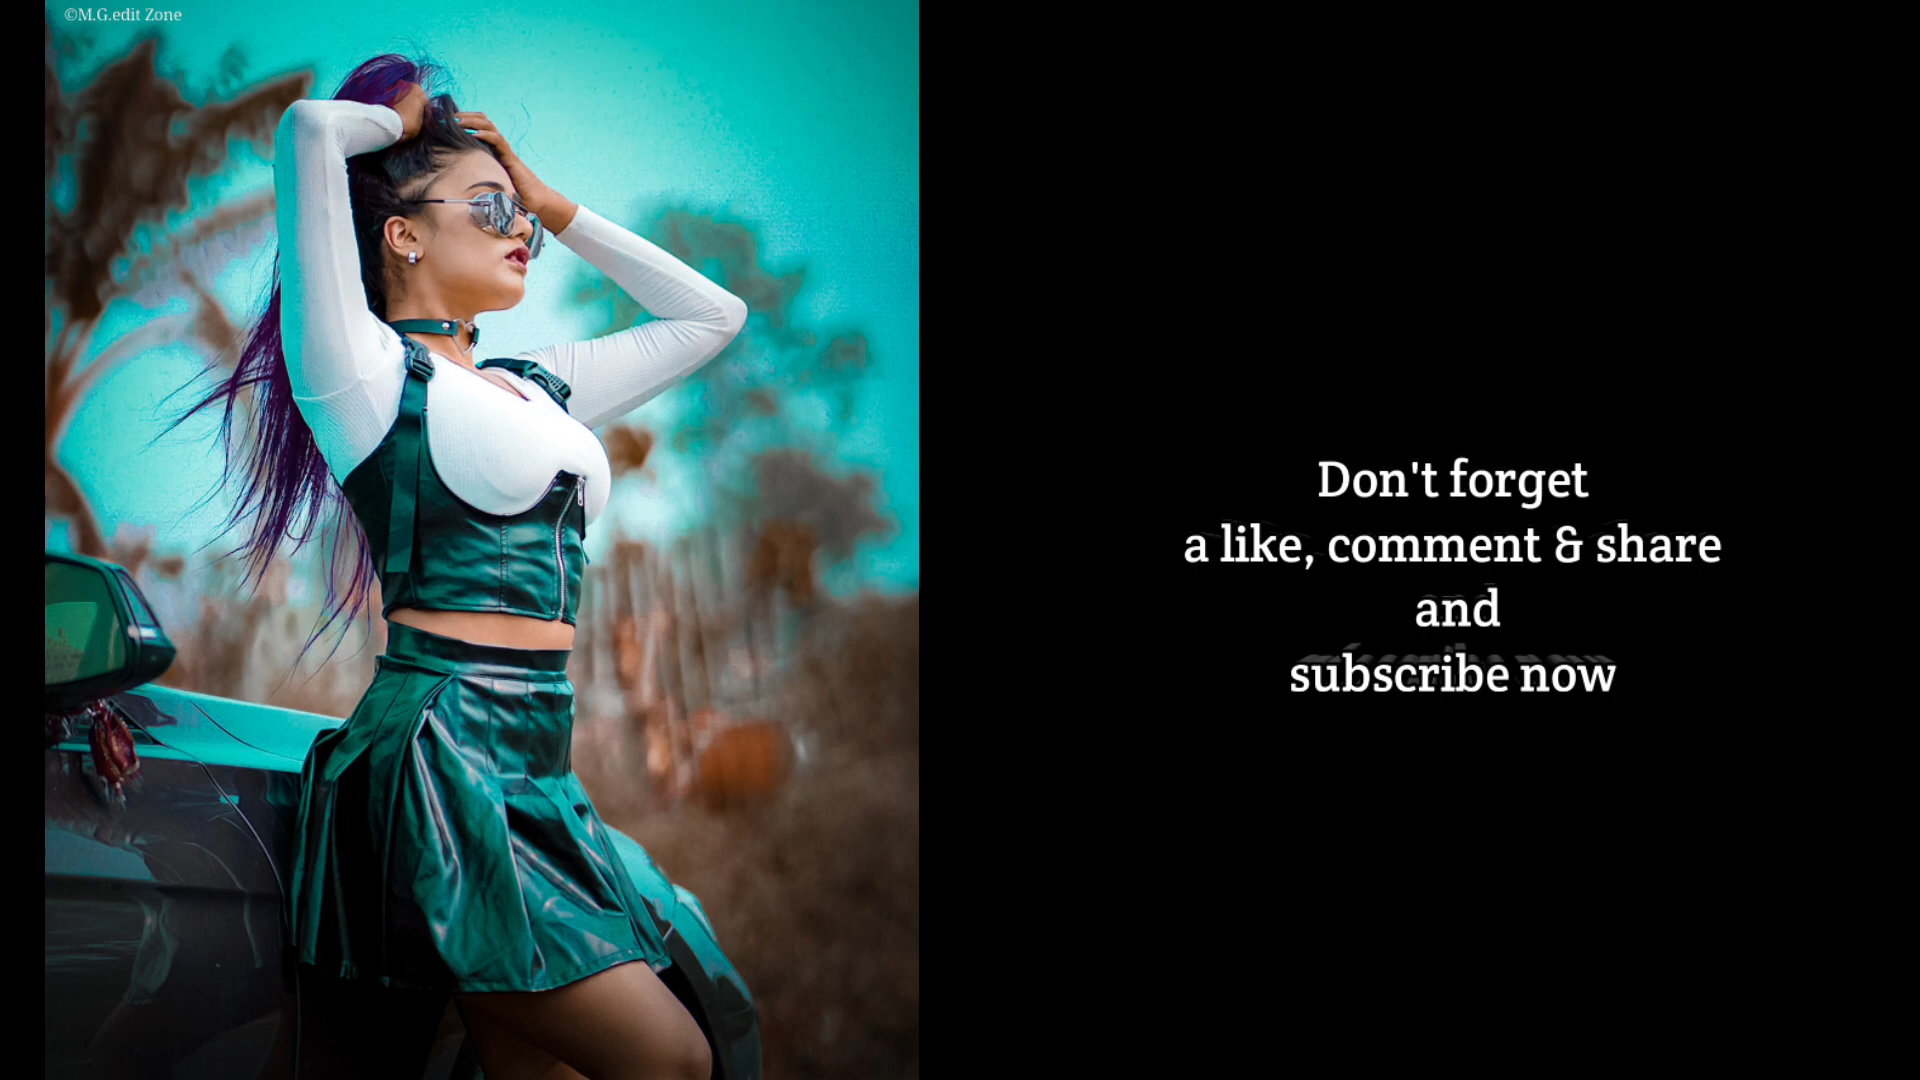 ©M.G.edit Zone
Don't forget
a like, comment & share
and
subscribe now